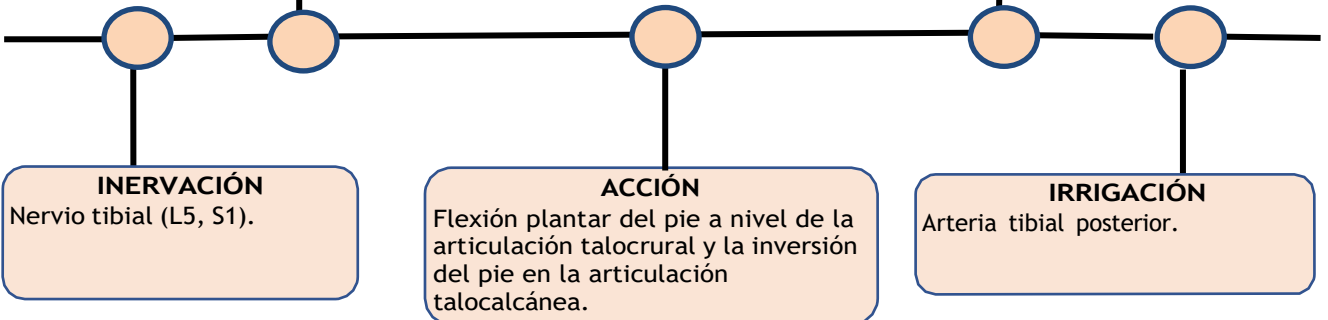 INERVACIÓN
Nervio tibial (L5, S1).
ACCIÓN
Flexión plantar del pie a nivel de la
articulación talocrural y la inversión
del pie en la articulación
talocalcánea.
IRRIGACIÓN
Arteria tibial posterior.